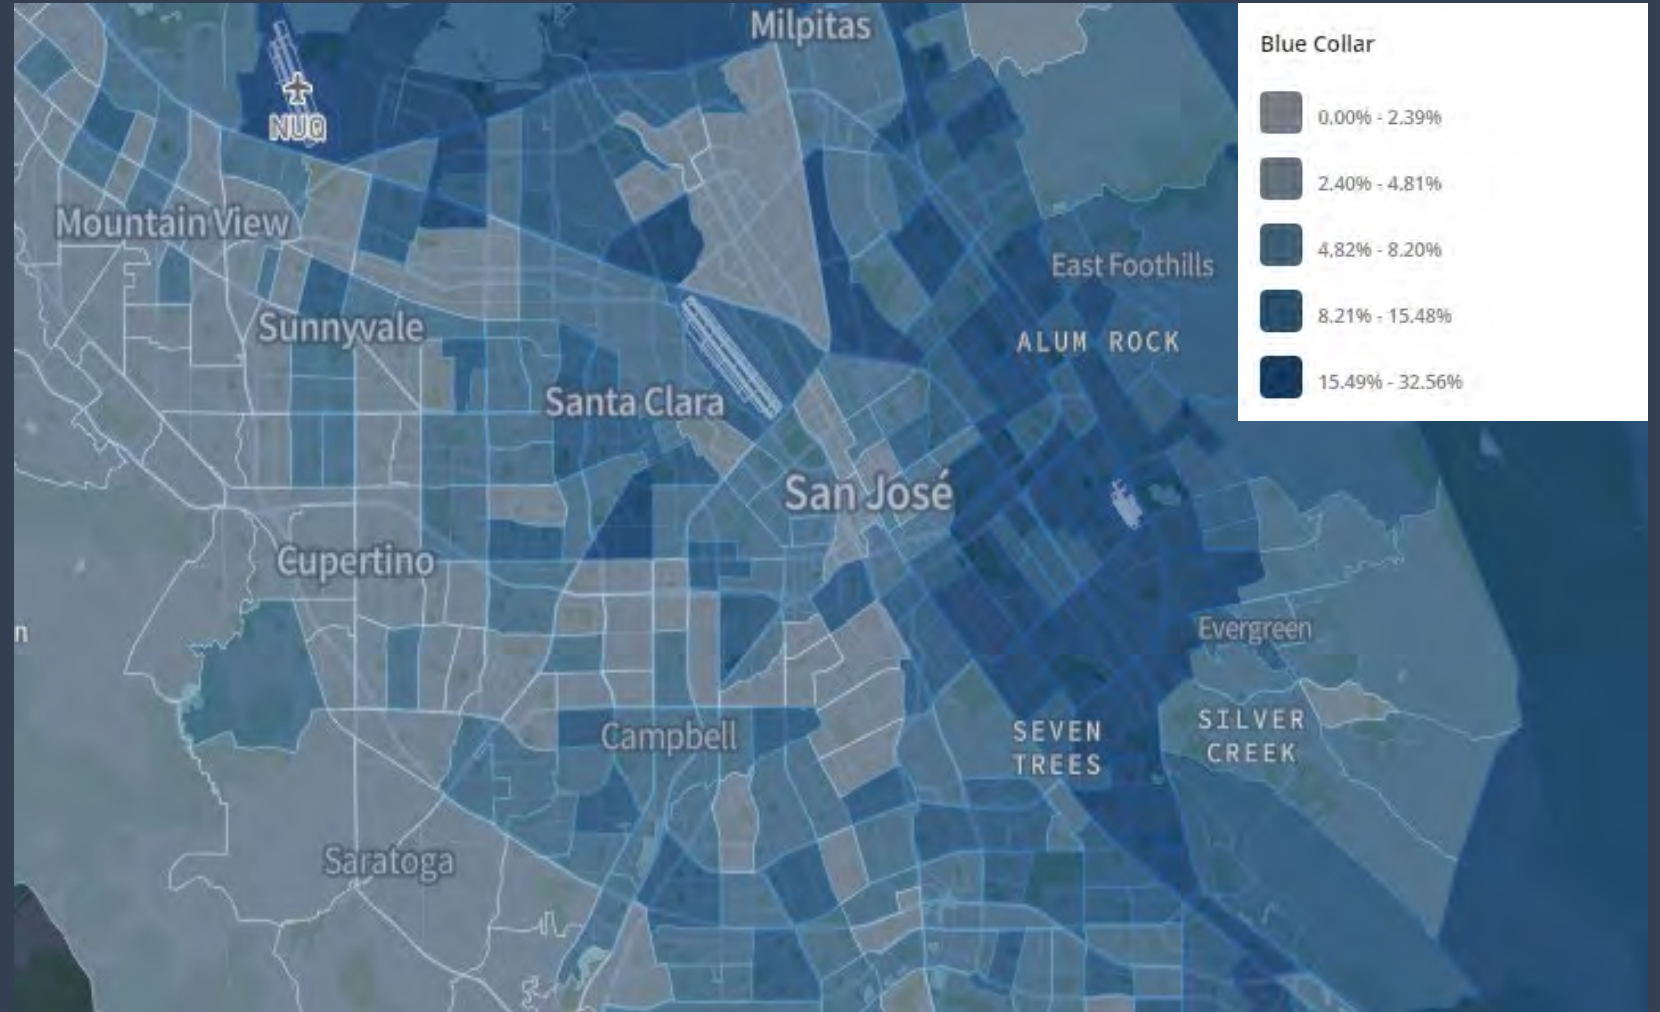 Milpitas
Blue Collar
0.00% - 2.39%
NUQ
2.40% - 4.81%
Mountain View
4.82% - 8.20%
East Foothills
Sunnyvale
8.21% - 15.48%
ALUM ROCK
15.49% - 32.56%
Santa Clara
San José
Cupertino
n
Evergreen
Campbell
SEVEN
TREES
SILVER
CREEK
Saratoga